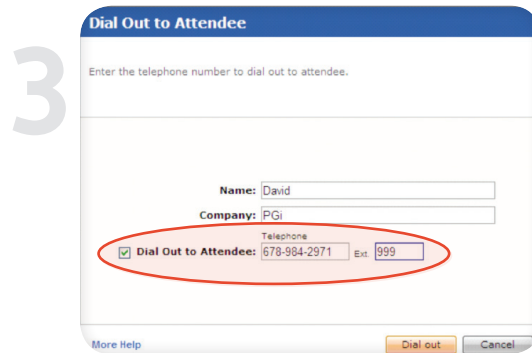 3
Dial Out to Attendee
Enter the telephone number to dial out to attendee.
Name: David
Company: PGi
Telephone
Dial Out to Attendee: 678-984-2971 Ext. 999
More Help Dial out Cancel